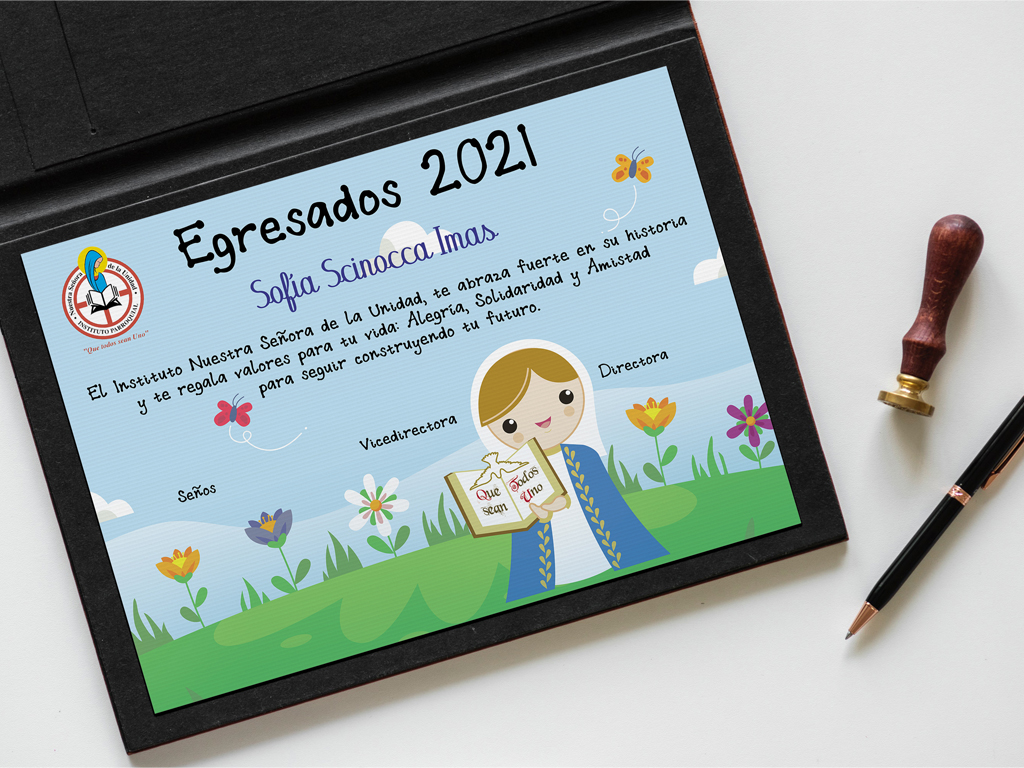 Egresados 2021
Sofía Scinocca Imas
Nuestra Señora de la Unidad
INSTITUTO PARROQUIAL
"Que todos sean Uno"
El Instituto Nuestra Señora de la Unidad, te abraza fuerte en su historia
y te regala valores para tu vida: Alegría, Solidaridad y Amistad
para seguir construyendo tu futuro.
Directora
Vicedirectora
Seños
Que Todos
sean Uno